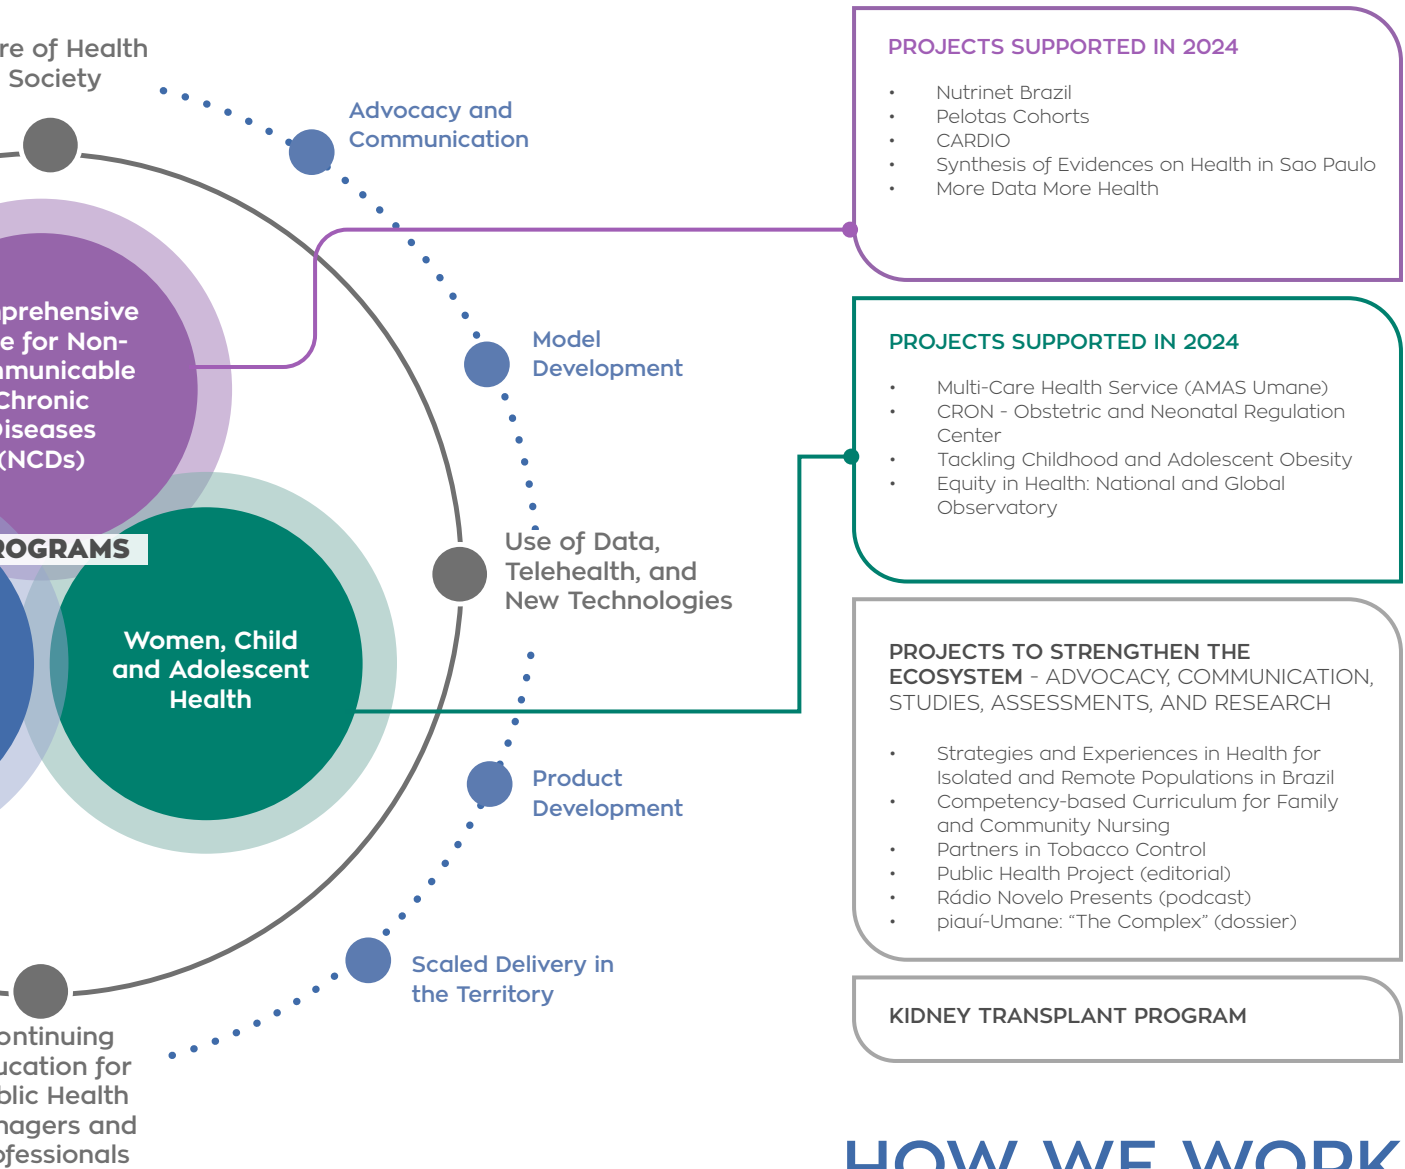 re of Health
Society
Advocacy and
Communication
prehensive
e for Non-
municable
Chronic
Diseases
(NCDs)
Model
Development
ROGRAMS
Use of Data,
Telehealth, and
New Technologies
Women, Child
and Adolescent
Health
Product
Development
Scaled Delivery in
the Territory
ontinuing
ucation for
blic Health
nagers and
ofessionals
PROJECTS SUPPORTED IN 2024
• Nutrinet Brazil
• Pelotas Cohorts
• CARDIO
• Synthesis of Evidences on Health in Sao Paulo
• More Data More Health
PROJECTS SUPPORTED IN 2024
• Multi-Care Health Service (AMAS Umane)
• CRON - Obstetric and Neonatal Regulation
Center
• Tackling Childhood and Adolescent Obesity
• Equity in Health: National and Global
Observatory
PROJECTS TO STRENGTHEN THE
ECOSYSTEM - ADVOCACY, COMMUNICATION,
STUDIES, ASSESSMENTS, AND RESEARCH
• Strategies and Experiences in Health for
Isolated and Remote Populations in Brazil
• Competency-based Curriculum for Family
and Community Nursing
• Partners in Tobacco Control
• Public Health Project (editorial)
• Rádio Novelo Presents (podcast)
• piauí-Umane: “The Complex” (dossier)
KIDNEY TRANSPLANT PROGRAM
HOW WE WORK